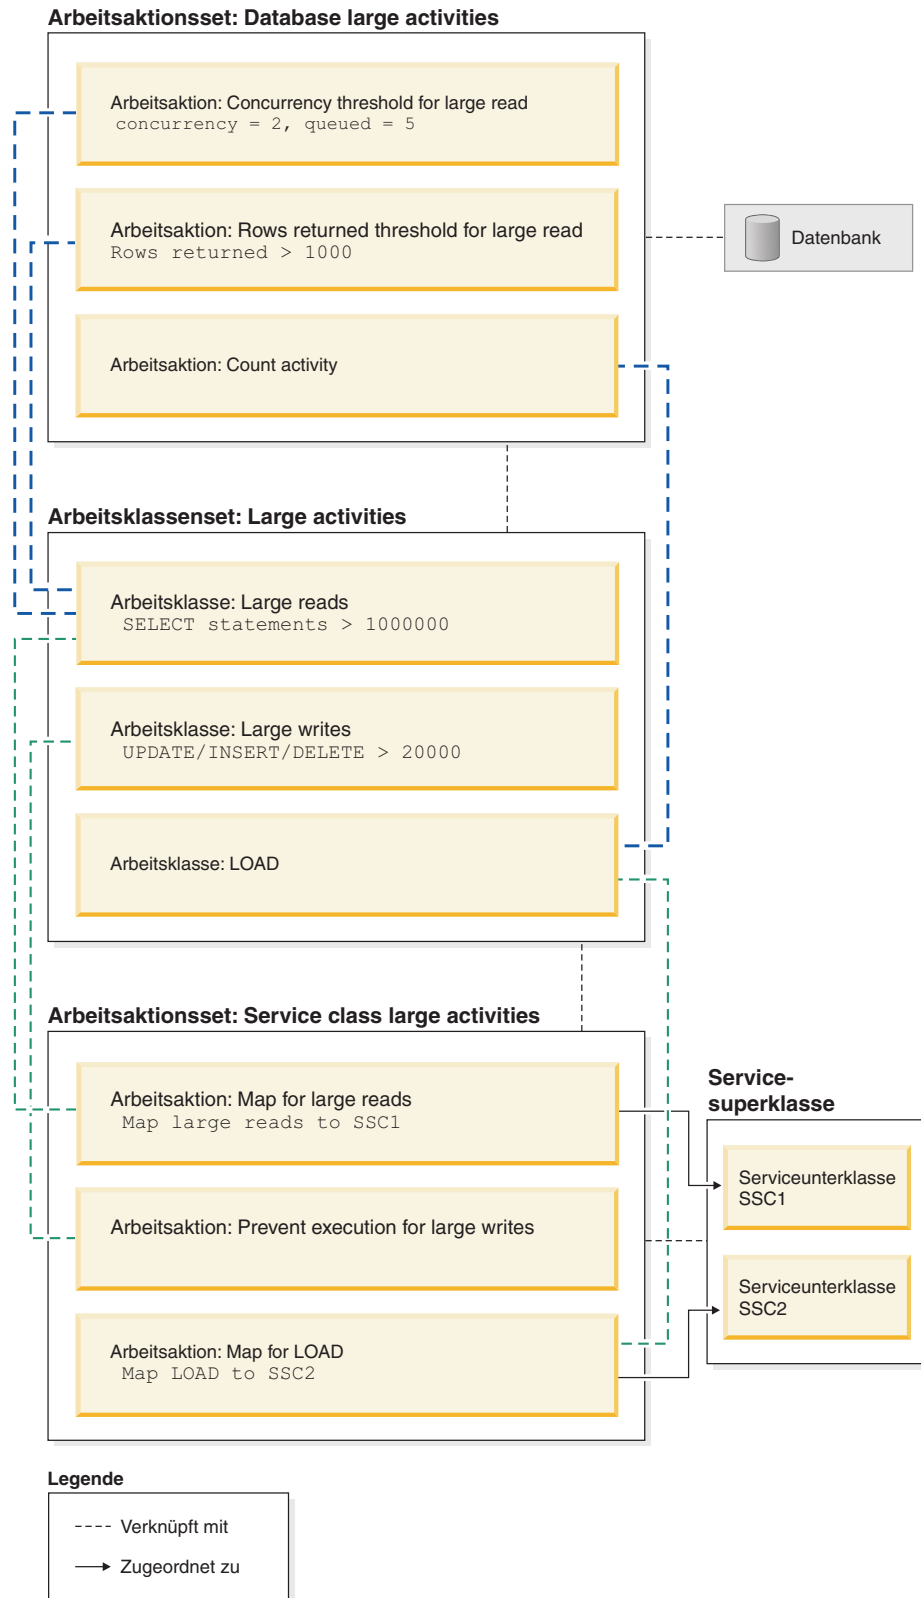 Arbeitsaktionsset: Database large activities
Arbeitsaktion: Concurrency threshold for large read
concurrency = 2, queued = 5
Arbeitsaktion: Rows returned threshold for large read
Rows returned > 1000
Datenbank
Arbeitsaktion: Count activity
Arbeitsklassenset: Large activities
Arbeitsklasse: Large reads
SELECT statements > 1000000
Arbeitsklasse: Large writes
UPDATE/INSERT/DELETE > 20000
Arbeitsklasse: LOAD
Arbeitsaktionsset: Service class large activities
Arbeitsaktion: Map for large reads
Map large reads to SSC1
Arbeitsaktion: Prevent execution for large writes
Arbeitsaktion: Map for LOAD
Map LOAD to SSC2
Service-
superklasse
Serviceunterklasse
SSC1
Serviceunterklasse
SSC2
Legende
Verknüpft mit
Zugeordnet zu